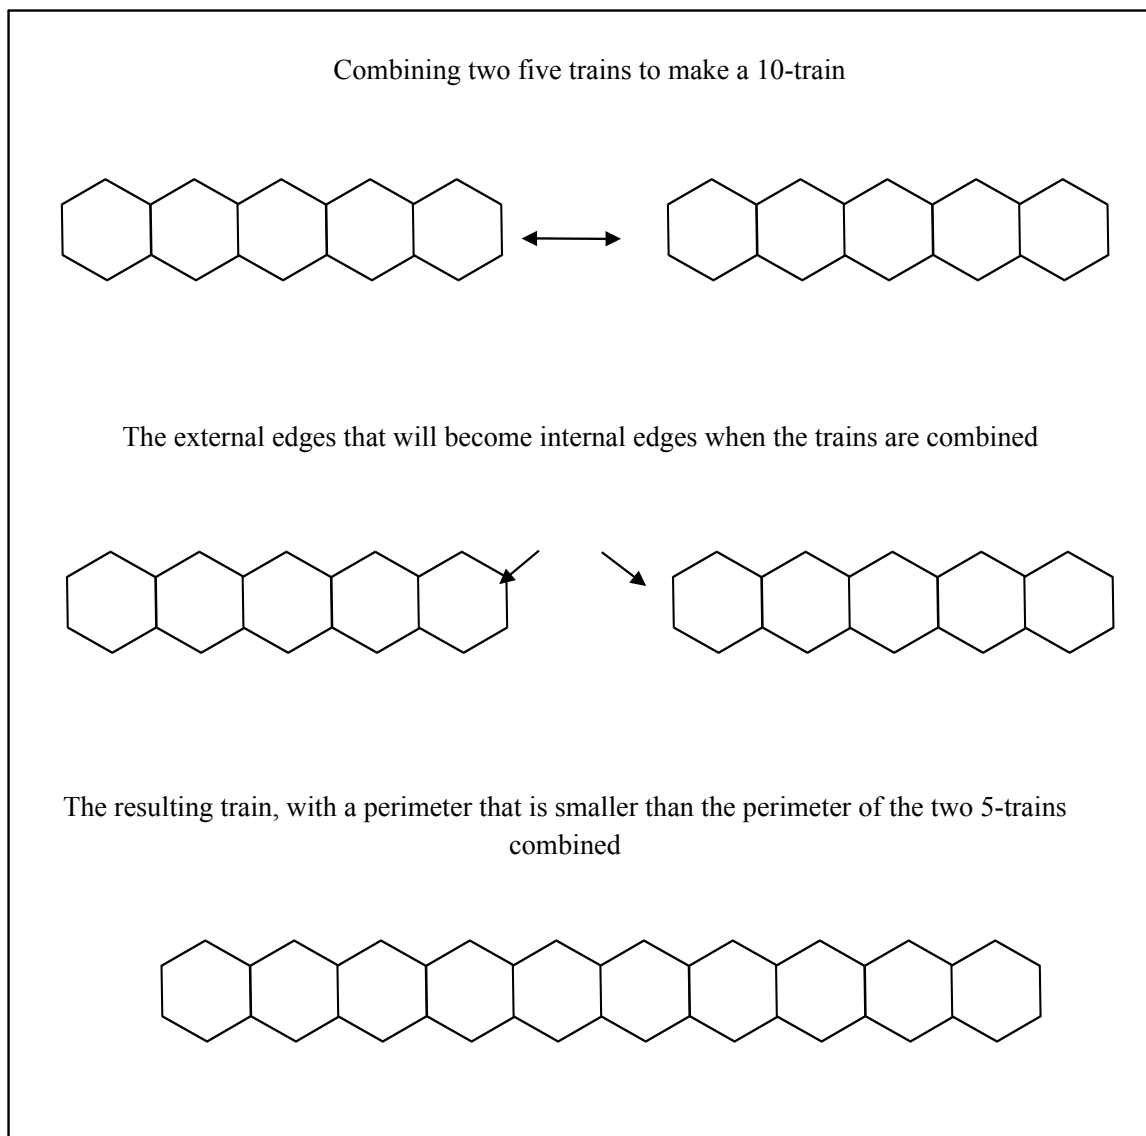 Combining two five trains to make a 10-train
The external edges that will become internal edges when the trains are combined
The resulting train, with a perimeter that is smaller than the perimeter of the two 5-trains
combined